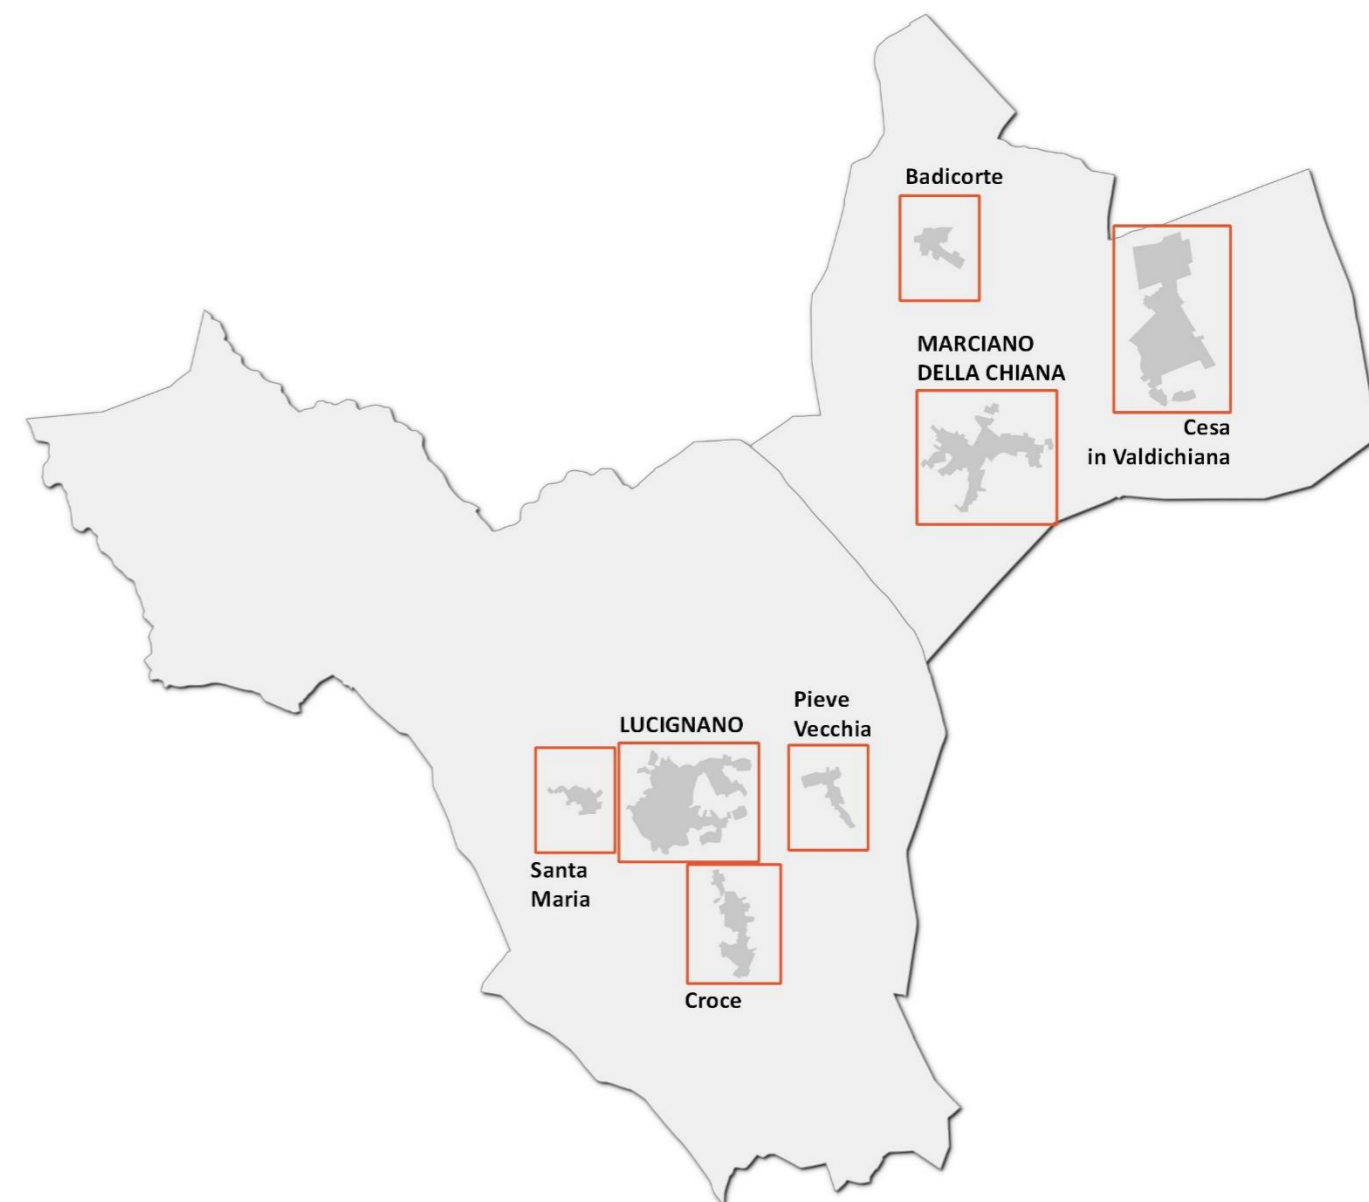 Badicorte
MARCIANO
DELLA CHIANA
Cesa
in Valdichiana
Pieve
Vecchia
LUCIGNANO
Santa
Maria
Croce